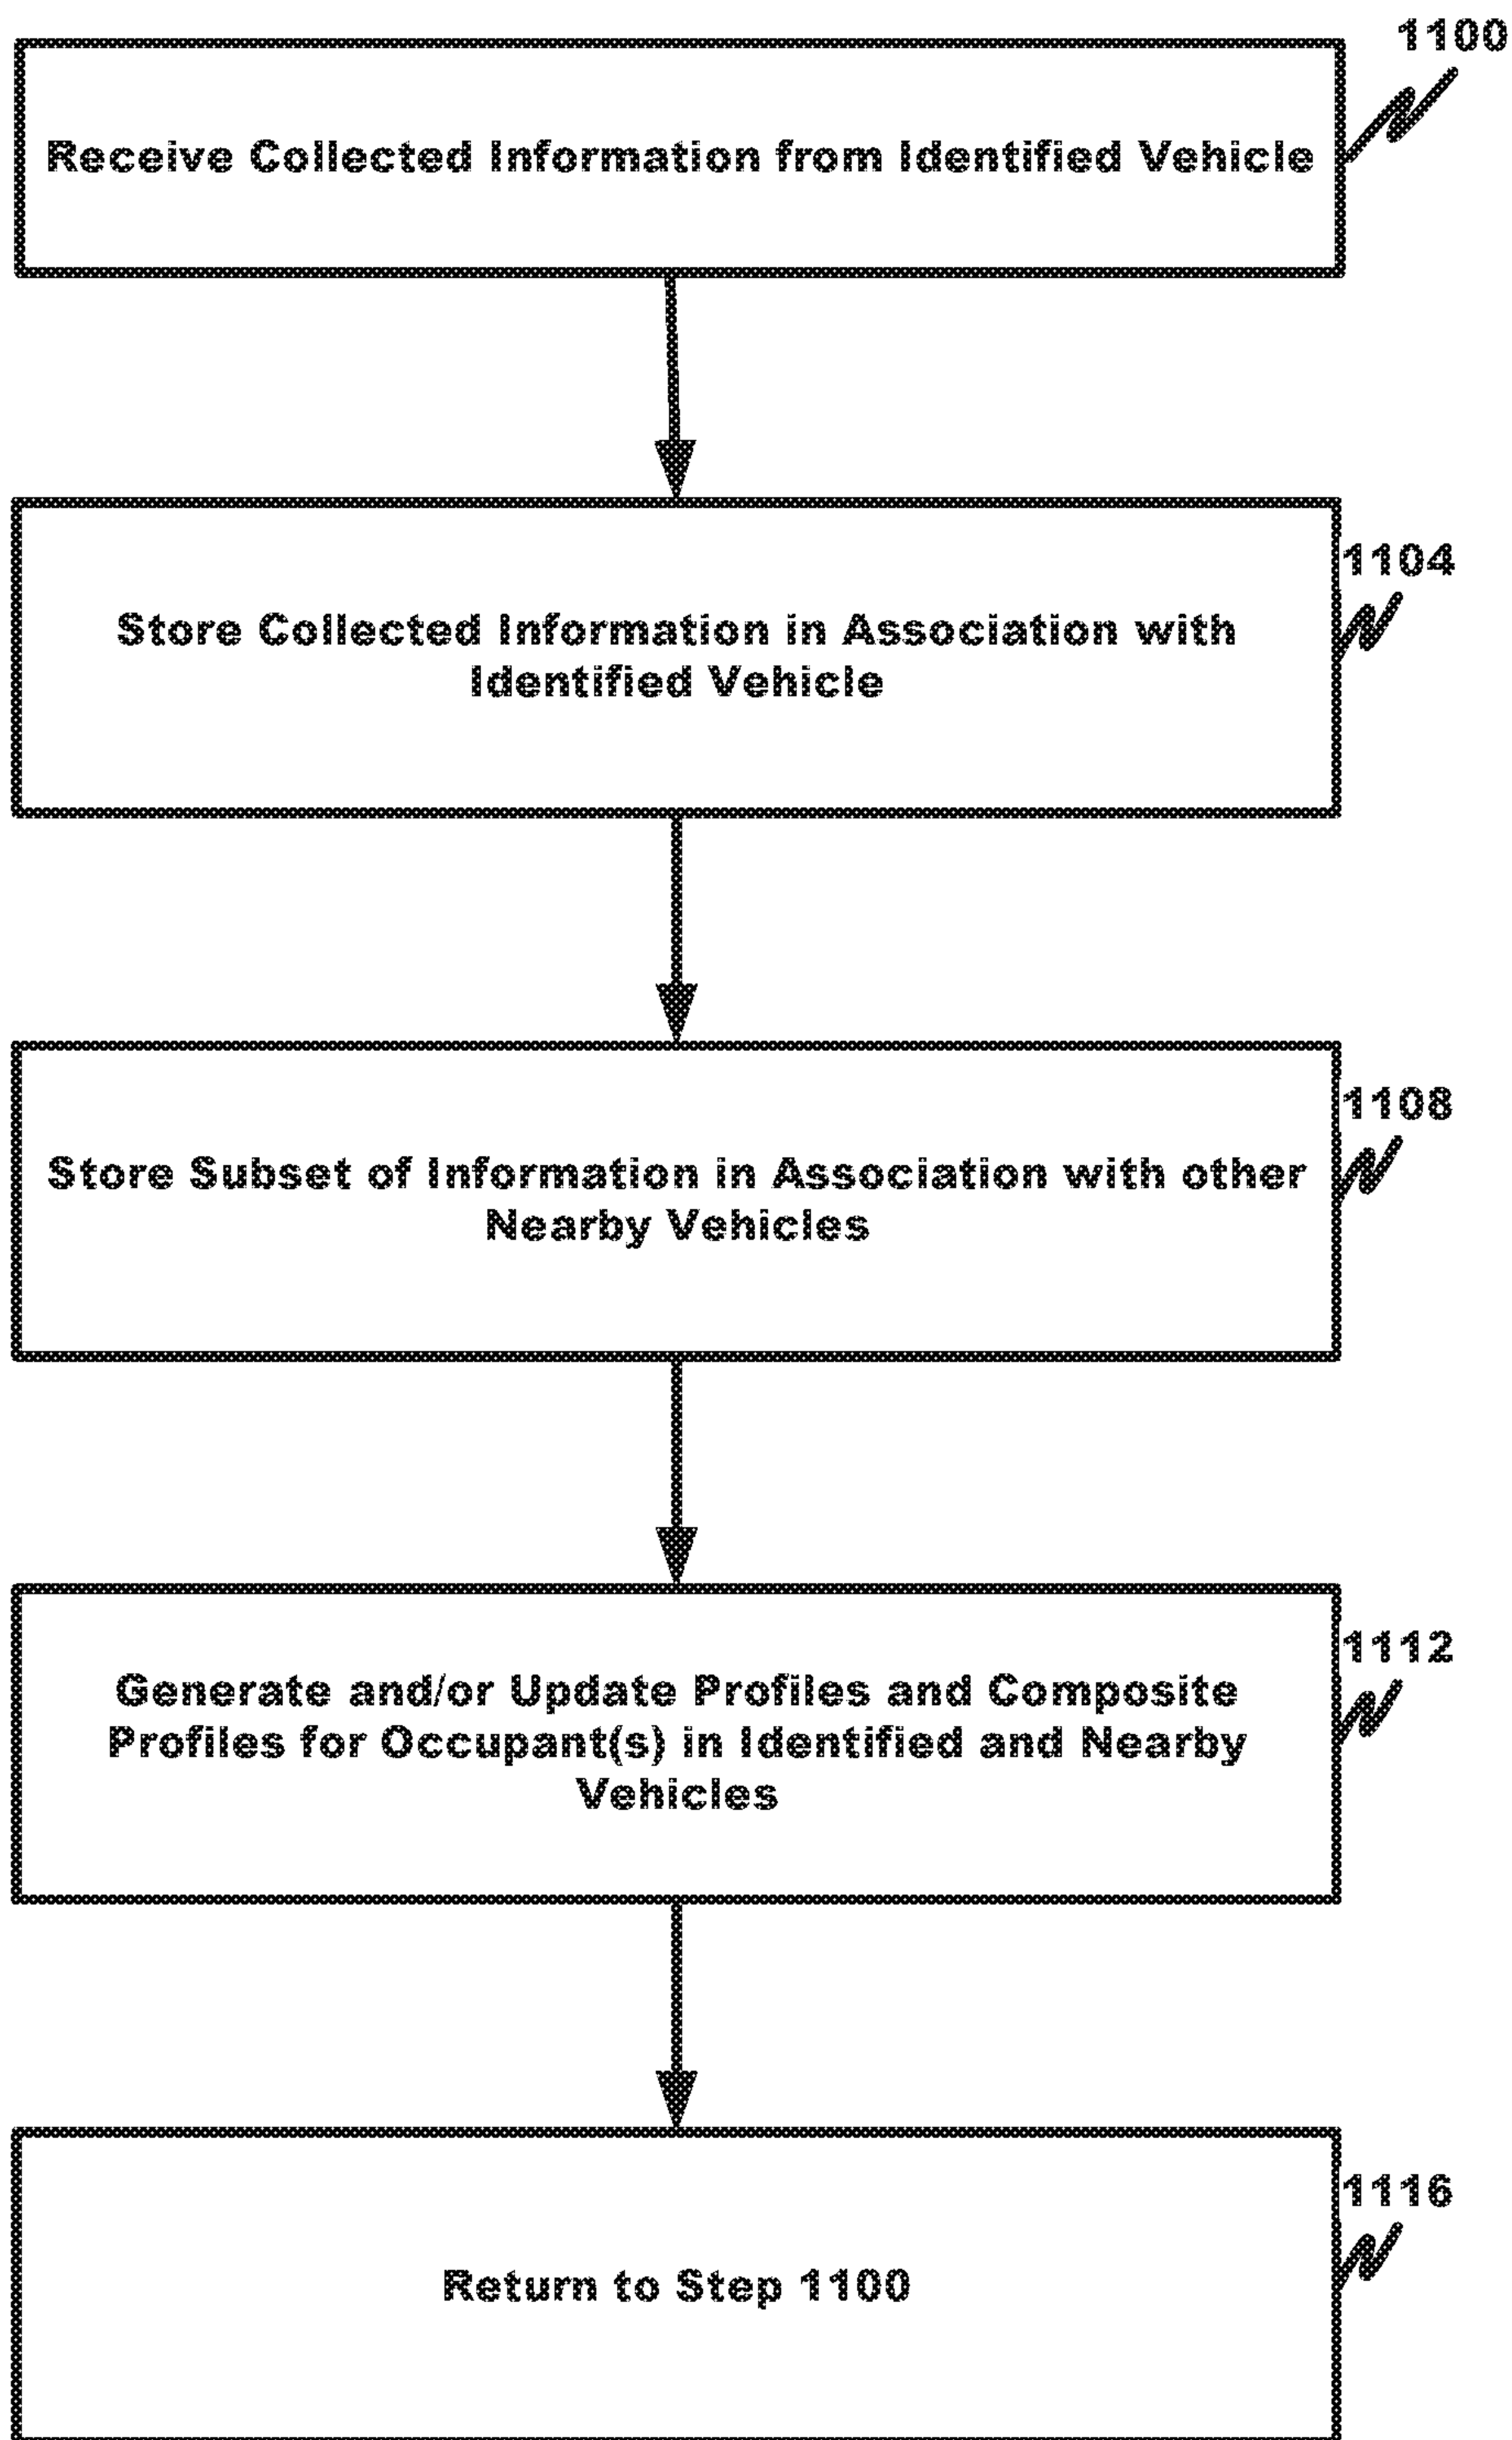 1100
Receive Collected Information from Identified Vehicle
1104
Store Collected Information in Association with
Identified Vehicle
1108
Store Subset of Information in Association with other
Nearby Vehicles
1112
Generate and/or Update Profiles and Composite
Profiles for Occupant(s) in Identified and Nearby
Vehicles
1116
Return to Step 1100